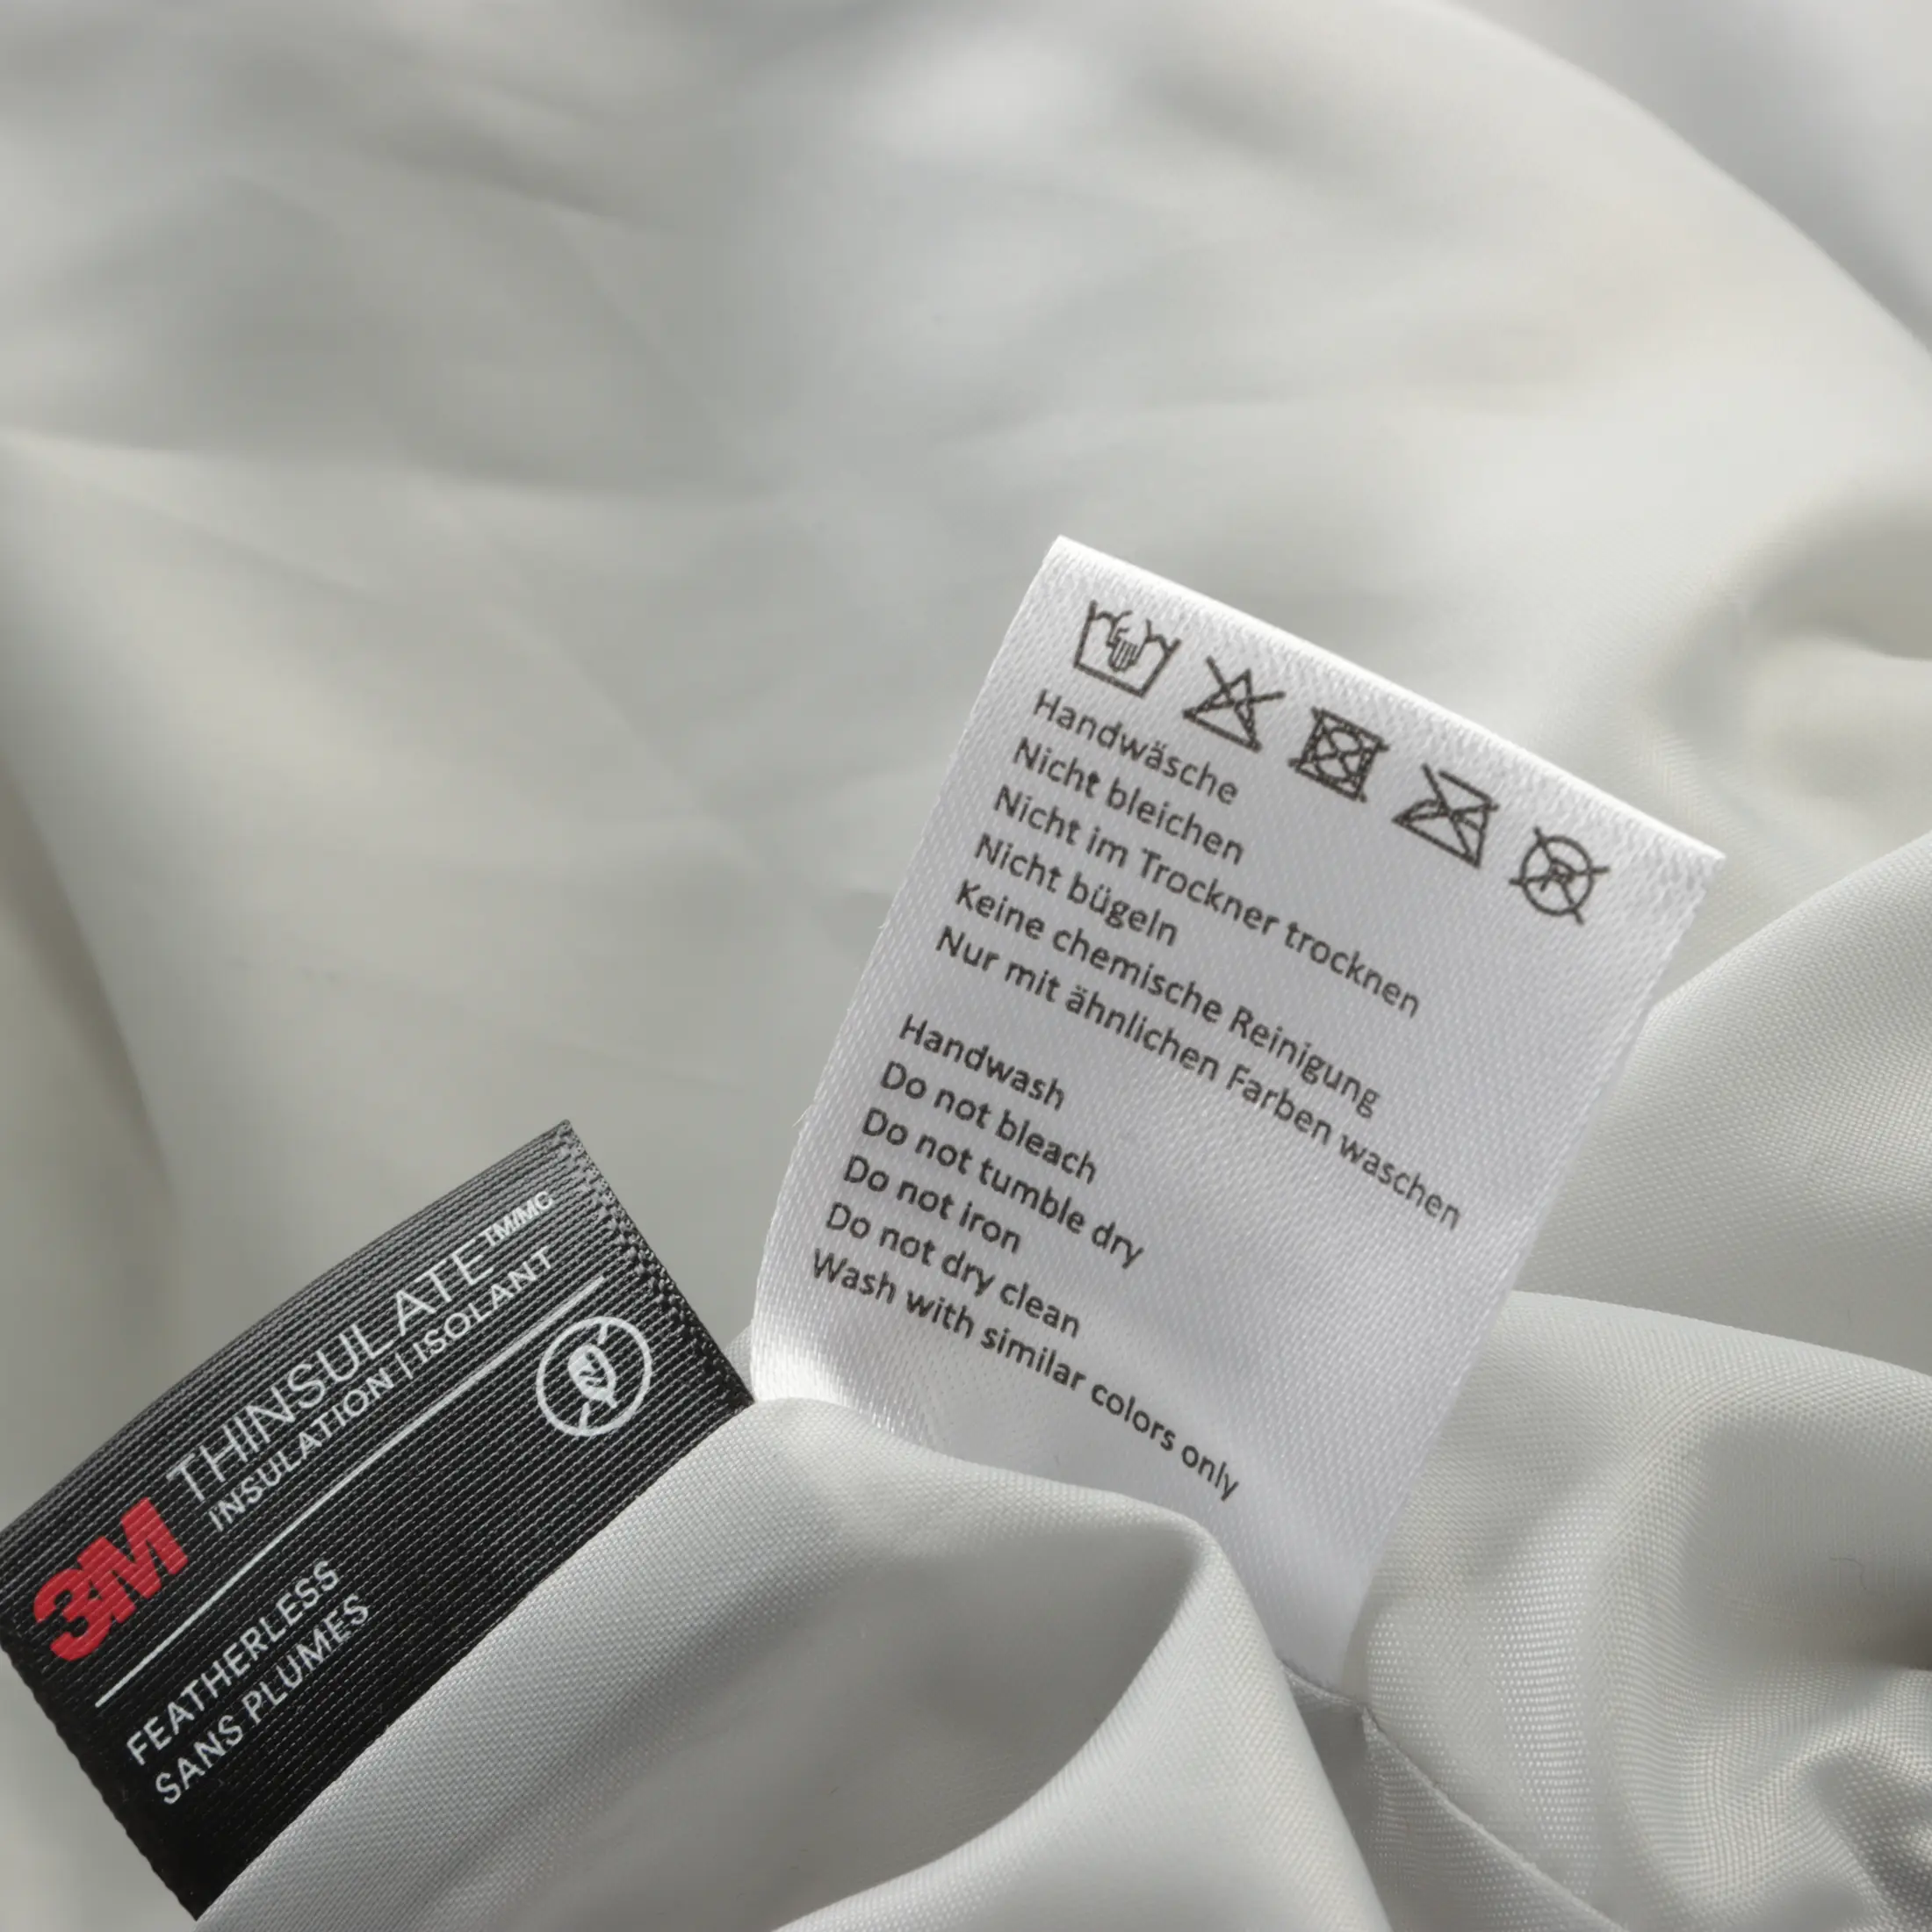 Handwäsche
Nicht bleichen
Nicht im Trockner trocknen
Nicht bügeln
Keine chemische Reinigung
Nur mit ähnlichen Farben waschen
Handwash
Do not bleach
Do not tumble dry
Do not iron
Do not dry clean
Wash with similar colors only
3M THINSULATE™/MC
INSULATION | ISOLANT
FEATHERLESS
SANS PLUMES